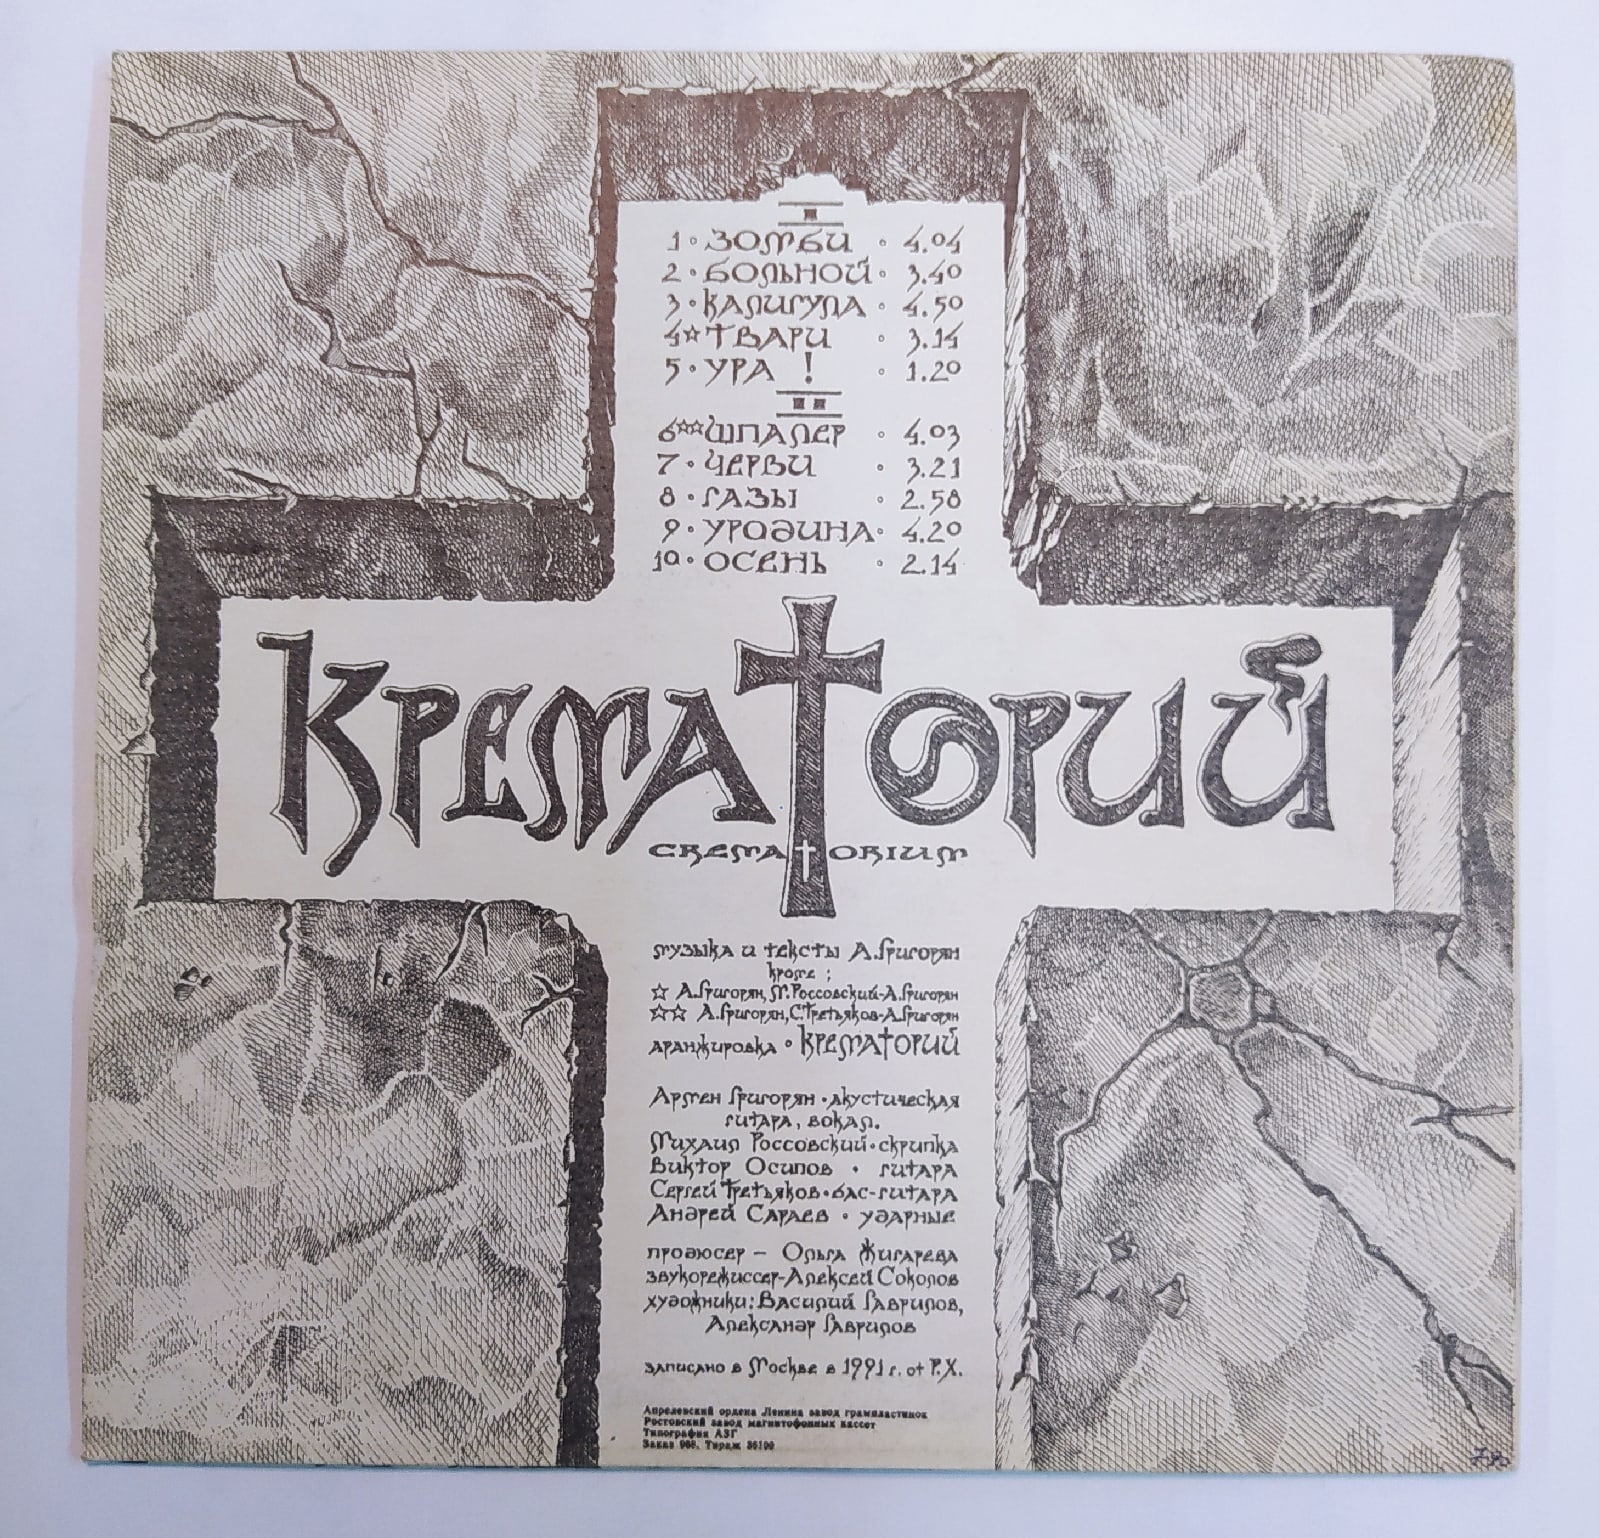 I
1 ЗОМБИ 4.04
2 БОЛЬНОЙ 3.40
3 КАЛИГУЛА 4.50
4☆ ТВАРИ 3.14
5 УРА ! 1.20
II
6☆☆ ШПАЛЕР 4.03
7 ЧЕРВИ 3.21
8 ГАЗЫ 2.58
9 УРОДИНА 4.20
10 ОСЕНЬ 2.14
КРЕМАТОРИЙ
CREMATORIUM
музыка и тексты А.Григорян
кроме ;
☆ А.Григорян, М.Россовский-А.Григорян
☆☆ А.Григорян, С.Третьяков-А.Григорян
аранжировка • КРЕМАТОРИЙ
Армен Григорян • акустическая
гитара, вокал.
Михаил Россовский • скрипка
Виктор Осипов • гитара
Сергей Третьяков • бас-гитара
Андрей Сараев • ударные
продюсер – Ольга Жигарева
звукорежиссер-Алексей Соколов
художники: Василий Гаврилов,
Александр Гаврилов
записано в Москве в 1991 г. от Р.Х.
Апрелевский ордена Ленина завод грампластинок
Ростовский завод магнитофонных кассет
Типография АЗГ
Заказ Тираж